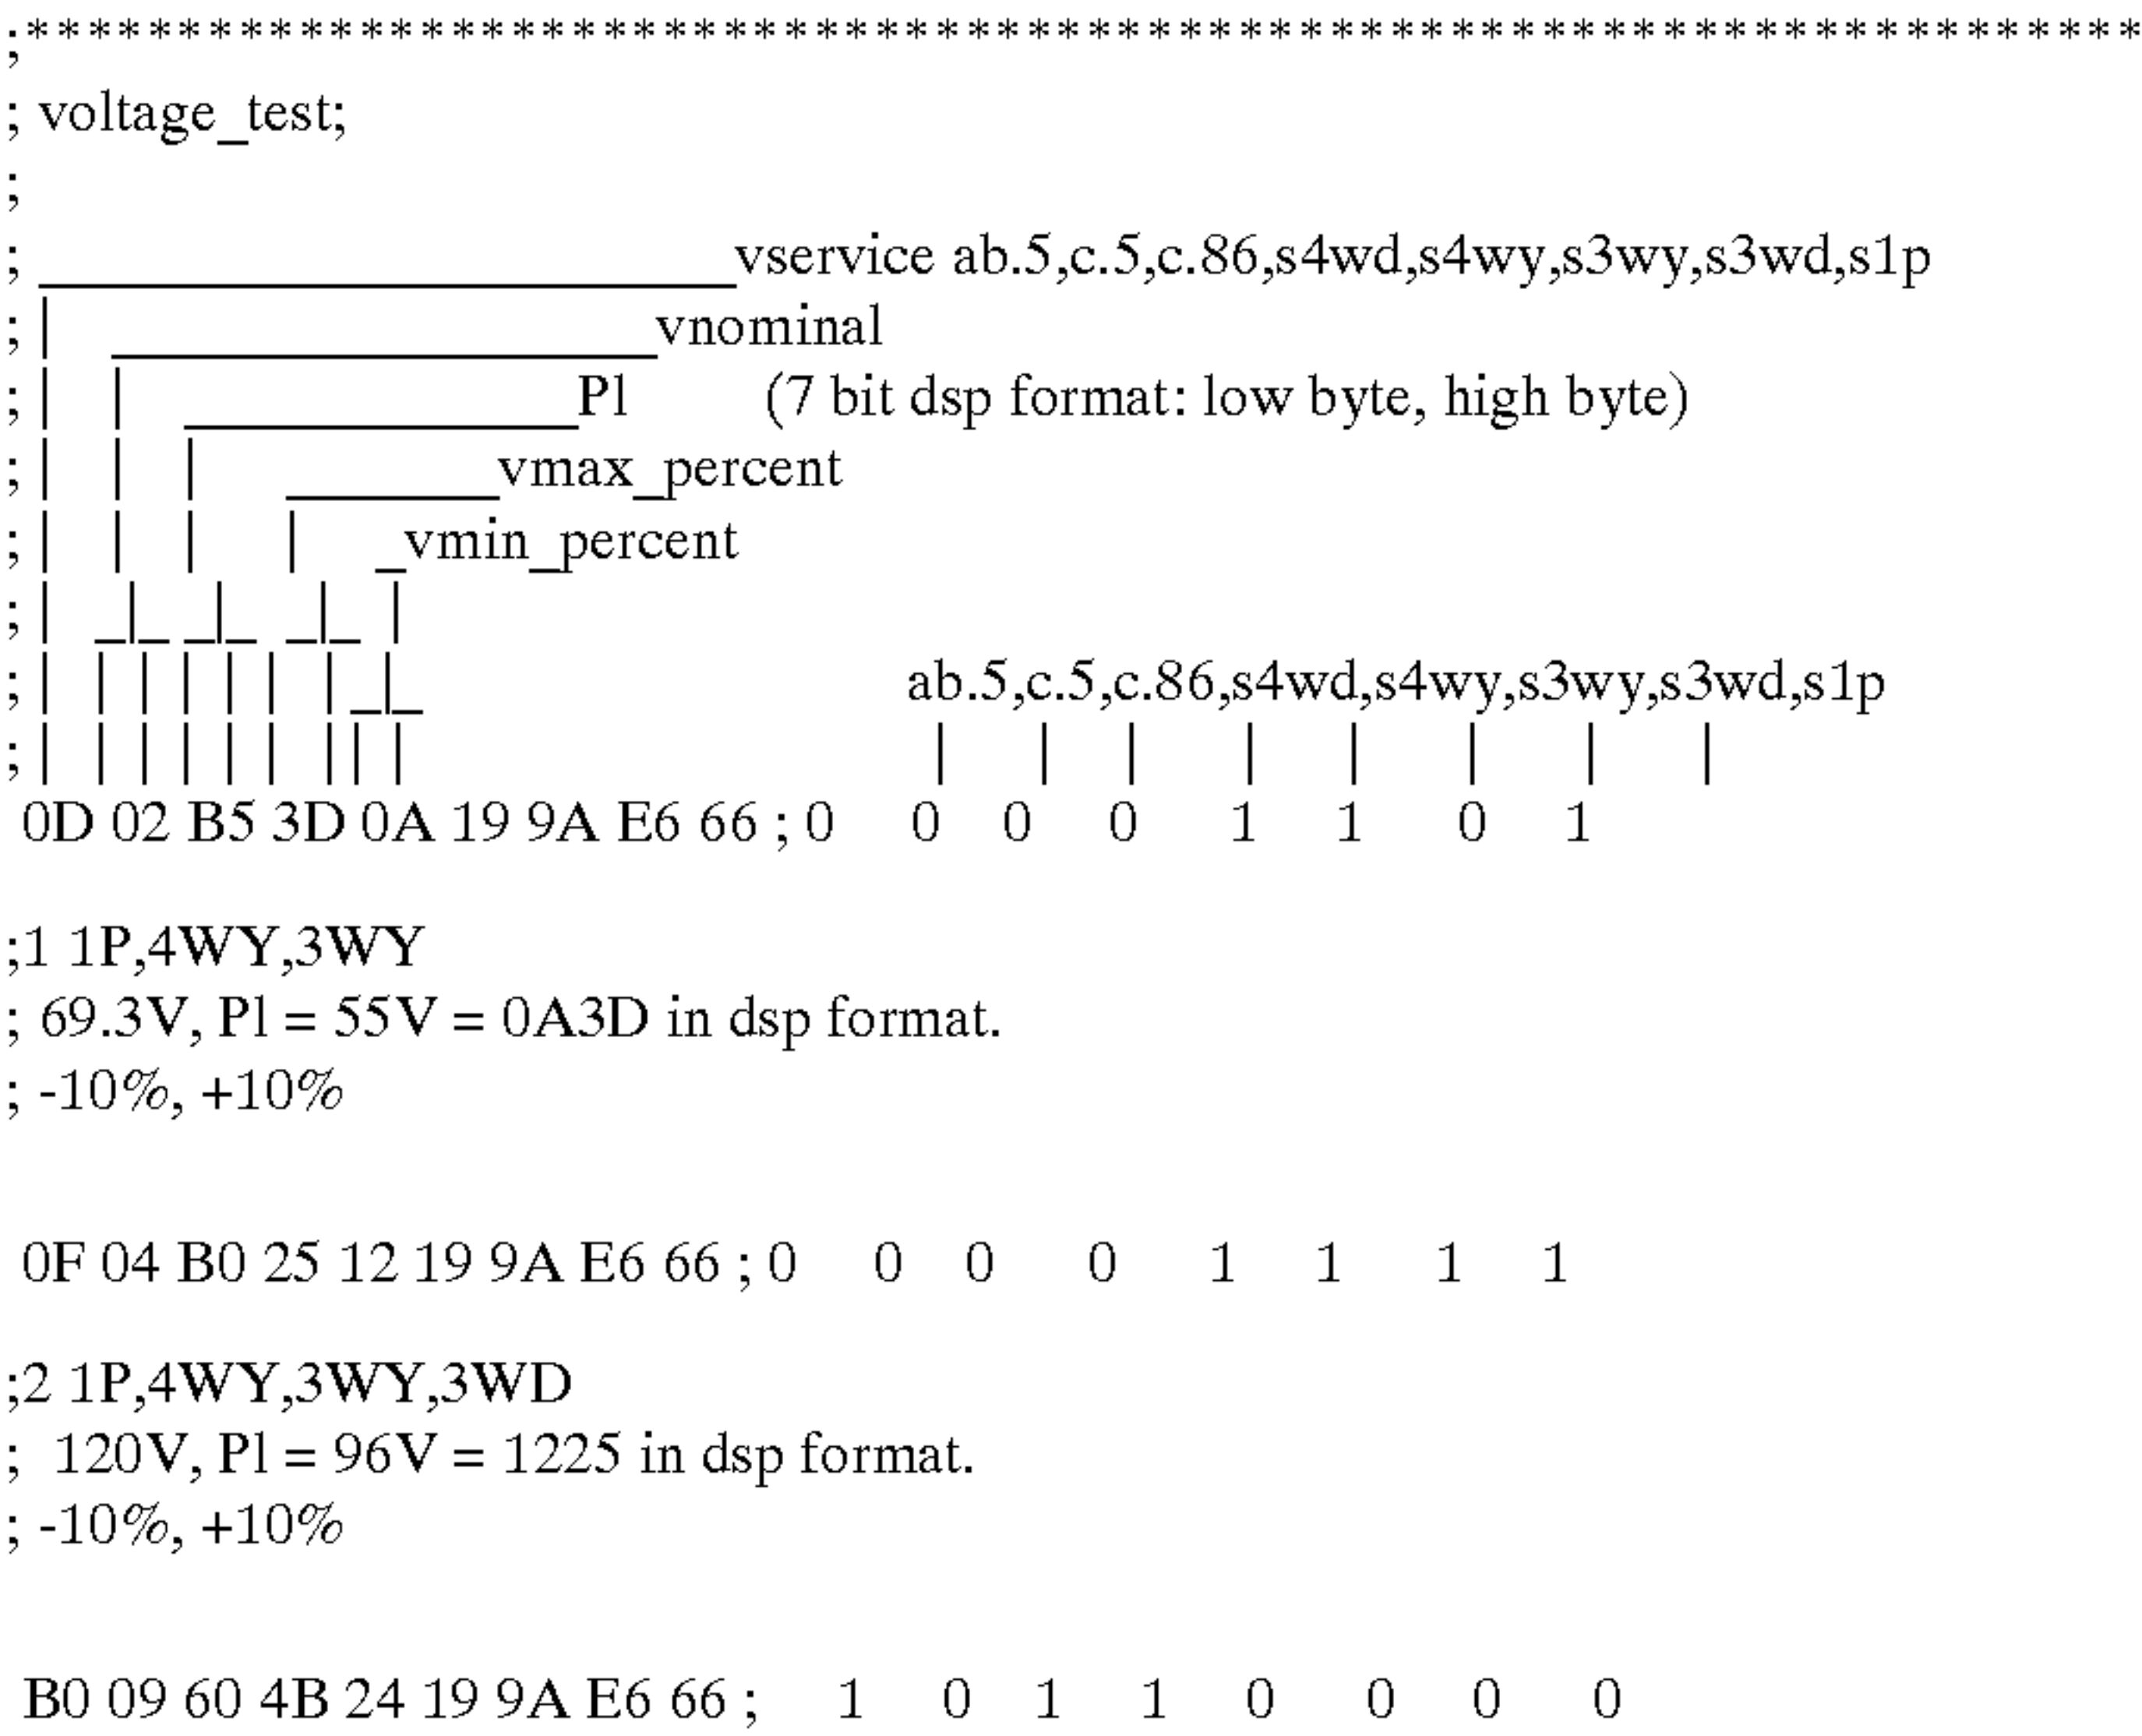 ;**********************************************************************
; voltage_test;
;
; ________________________vservice ab.5,c.5,c.86,s4wd,s4wy,s3wy,s3wd,s1p
; | ___________________vnominal
; | | ______________Pl (7 bit dsp format: low byte, high byte)
; | | | _______vmax_percent
; | | | | _vmin_percent
; | _|_ _|_ _|_ |
; | | | | | | | _|_ ab.5,c.5,c.86,s4wd,s4wy,s3wy,s3wd,s1p
; | | | | | | | | | | | | | | | | |
0D 02 B5 3D 0A 19 9A E6 66 ; 0 0 0 0 1 1 0 1
;1 1P,4WY,3WY
; 69.3V, Pl = 55V = 0A3D in dsp format.
; -10%, +10%
0F 04 B0 25 12 19 9A E6 66 ; 0 0 0 0 1 1 1 1
;2 1P,4WY,3WY,3WD
; 120V, Pl = 96V = 1225 in dsp format.
; -10%, +10%
B0 09 60 4B 24 19 9A E6 66 ; 1 0 1 1 0 0 0 0